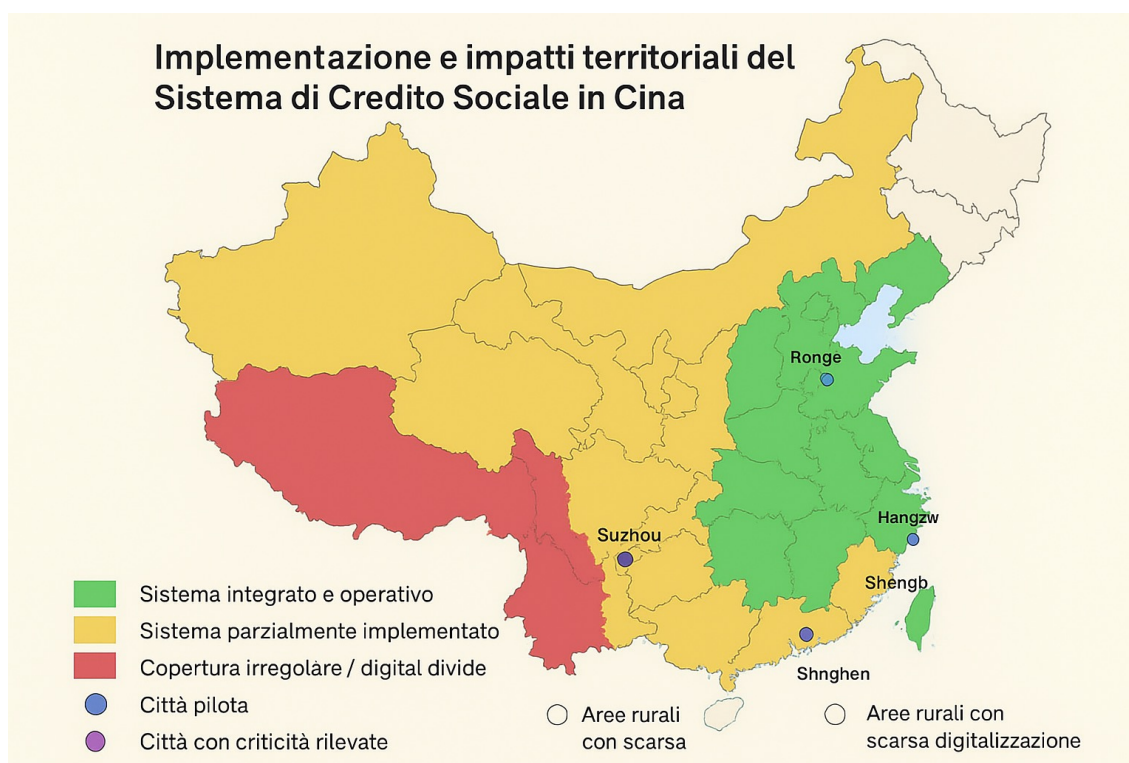 Implementazione e impatti territoriali del
Sistema di Credito Sociale in Cina
Ronge
Hangzw
Suzhou
Shengb
Shnghen
Sistema integrato e operativo
Sistema parzialmente implementato
Copertura irregolare / digital divide
Città pilota
Città con criticità rilevate
Aree rurali
con scarsa
Aree rurali con
scarsa digitalizzazione